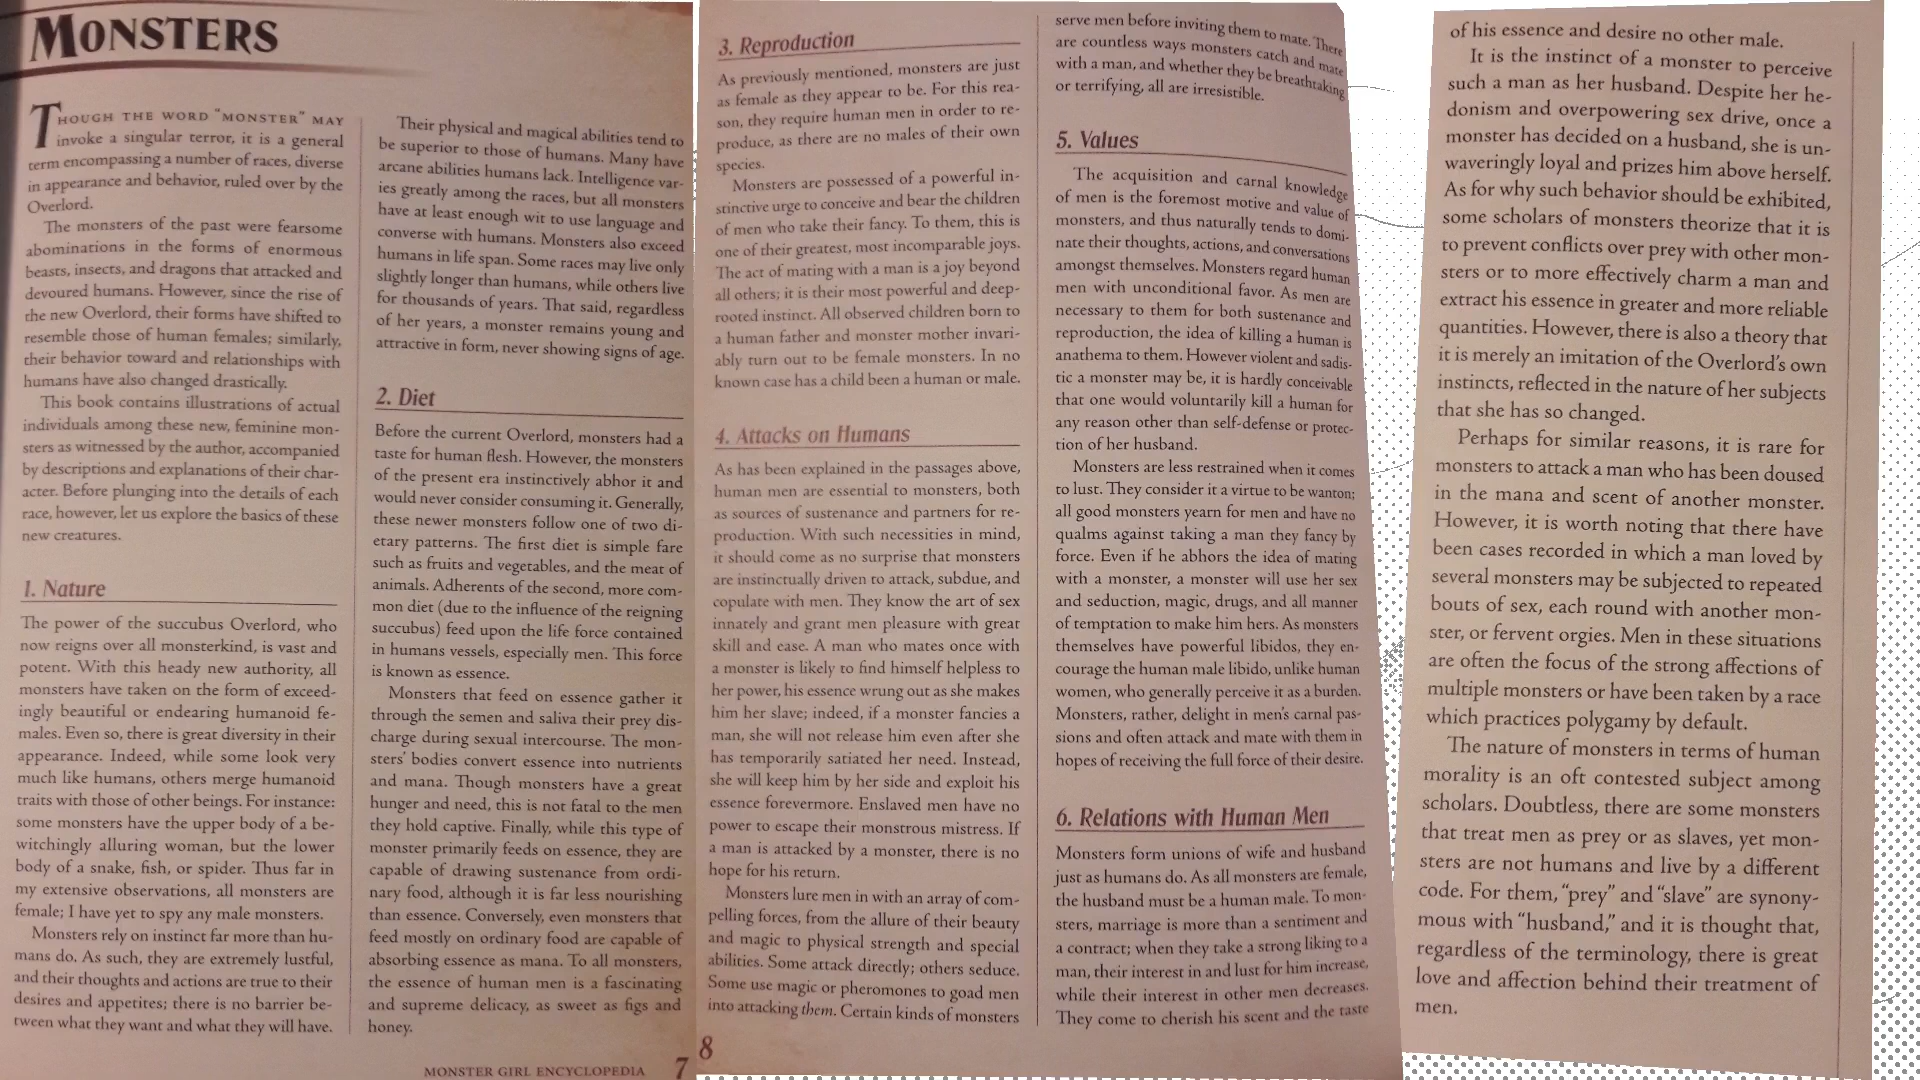 MONSTERS
THOUGH THE WORD "MONSTER" MAY
invoke a singular terror, it is a general
term encompassing a number of races, diverse
in appearance and behavior, ruled over by the
Overlord.
The monsters of the past were fearsome
abominations in the forms of enormous
beasts, insects, and dragons that attacked and
devoured humans. However, since the rise of
the new Overlord, their forms have shifted to
resemble those of human females; similarly,
their behavior toward and relationships with
humans have also changed drastically.
This book contains illustrations of actual
individuals among these new, feminine mon-
sters as witnessed by the author, accompanied
by descriptions and explanations of their char-
acter. Before plunging into the details of each
race, however, let us explore the basics of these
new creatures.
1. Nature
The power of the succubus Overlord, who
now reigns over all monsterkind, is vast and
potent. With this heady new authority, all
monsters have taken on the form of exceed-
ingly beautiful or endearing humanoid fe-
males. Even so, there is great diversity in their
appearance. Indeed, while some look very
much like humans, others merge humanoid
traits with those of other beings. For instance:
some monsters have the upper body of a be-
witchingly alluring woman, but the lower
body of a snake, fish, or spider. Thus far in
my extensive observations, all monsters are
female; I have yet to spy any male monsters.
Monsters rely on instinct far more than hu-
mans do. As such, they are extremely lustful,
and their thoughts and actions are true to their
desires and appetites; there is no barrier be-
tween what they want and what they will have.
Their physical and magical abilities tend to
be superior to those of humans. Many have
arcane abilities humans lack. Intelligence var-
ies greatly among the races, but all monsters
have at least enough wit to use language and
converse with humans. Monsters also exceed
humans in life span. Some races may live only
slightly longer than humans, while others live
for thousands of years. That said, regardless
of her years, a monster remains young and
attractive in form, never showing signs of age.
2. Diet
Before the current Overlord, monsters had a
taste for human flesh. However, the monsters
of the present era instinctively abhor it and
would never consider consuming it. Generally,
these newer monsters follow one of two di-
etary patterns. The first diet is simple fare
such as fruits and vegetables, and the meat of
animals. Adherents of the second, more com-
mon diet (due to the influence of the reigning
succubus) feed upon the life force contained
in humans vessels, especially men. This force
is known as essence.
Monsters that feed on essence gather it
through the semen and saliva their prey dis-
charge during sexual intercourse. The mon-
sters' bodies convert essence into nutrients
and mana. Though monsters have a great
hunger and need, this is not fatal to the men
they hold captive. Finally, while this type of
monster primarily feeds on essence, they are
capable of drawing sustenance from ordi-
nary food, although it is far less nourishing
than essence. Conversely, even monsters that
feed mostly on ordinary food are capable of
absorbing essence as mana. To all monsters,
the essence of human men is a fascinating
and supreme delicacy, as sweet as figs and
honey.
MONSTER GIRL ENCYCLOPEDIA 7
3. Reproduction
As previously mentioned, monsters are just
as female as they appear to be. For this rea-
son, they require human men in order to re-
produce, as there are no males of their own
species.
Monsters are possessed of a powerful in-
stinctive urge to conceive and bear the children
of men who take their fancy. To them, this is
one of their greatest, most incomparable joys.
The act of mating with a man is a joy beyond
all others; it is their most powerful and deep-
rooted instinct. All observed children born to
a human father and monster mother invari-
ably turn out to be female monsters. In no
known case has a child been a human or male.
4. Attacks on Humans
As has been explained in the passages above,
human men are essential to monsters, both
as sources of sustenance and partners for re-
production. With such necessities in mind,
it should come as no surprise that monsters
are instinctually driven to attack, subdue, and
copulate with men. They know the art of sex
innately and grant men pleasure with great
skill and ease. A man who mates once with
a monster is likely to find himself helpless to
her power, his essence wrung out as she makes
him her slave; indeed, if a monster fancies a
man, she will not release him even after she
has temporarily satiated her need. Instead,
she will keep him by her side and exploit his
essence forevermore. Enslaved men have no
power to escape their monstrous mistress. If
a man is attacked by a monster, there is no
hope for his return.
Monsters lure men in with an array of com-
pelling forces, from the allure of their beauty
and magic to physical strength and special
abilities. Some attack directly; others seduce.
Some use magic or pheromones to goad men
into attacking them. Certain kinds of monsters
8
serve men before inviting them to mate. There
are countless ways monsters catch and mate
with a man, and whether they be breathtaking
or terrifying, all are irresistible.
5. Values
The acquisition and carnal knowledge
of men is the foremost motive and value of
monsters, and thus naturally tends to domi-
nate their thoughts, actions, and conversations
amongst themselves. Monsters regard human
men with unconditional favor. As men are
necessary to them for both sustenance and
reproduction, the idea of killing a human is
anathema to them. However violent and sadis-
tic a monster may be, it is hardly conceivable
that one would voluntarily kill a human for
any reason other than self-defense or protec-
tion of her husband.
Monsters are less restrained when it comes
to lust. They consider it a virtue to be wanton;
all good monsters yearn for men and have no
qualms against taking a man they fancy by
force. Even if he abhors the idea of mating
with a monster, a monster will use her sex
and seduction, magic, drugs, and all manner
of temptation to make him hers. As monsters
themselves have powerful libidos, they en-
courage the human male libido, unlike human
women, who generally perceive it as a burden.
Monsters, rather, delight in men's carnal pas-
sions and often attack and mate with them in
hopes of receiving the full force of their desire.
6. Relations with Human Men
Monsters form unions of wife and husband
just as humans do. As all monsters are female,
the husband must be a human male. To mon-
sters, marriage is more than a sentiment and
a contract; when they take a strong liking to a
man, their interest in and lust for him increase,
while their interest in other men decreases.
They come to cherish his scent and the taste
of his essence and desire no other male.
It is the instinct of a monster to perceive
such a man as her husband. Despite her he-
donism and overpowering sex drive, once a
monster has decided on a husband, she is un-
waveringly loyal and prizes him above herself.
As for why such behavior should be exhibited,
some scholars of monsters theorize that it is
to prevent conflicts over prey with other mon-
sters or to more effectively charm a man and
extract his essence in greater and more reliable
quantities. However, there is also a theory that
it is merely an imitation of the Overlord's own
instincts, reflected in the nature of her subjects
that she has so changed.
Perhaps for similar reasons, it is rare for
monsters to attack a man who has been doused
in the mana and scent of another monster.
However, it is worth noting that there have
been cases recorded in which a man loved by
several monsters may be subjected to repeated
bouts of sex, each round with another mon-
ster, or fervent orgies. Men in these situations
are often the focus of the strong affections of
multiple monsters or have been taken by a race
which practices polygamy by default.
The nature of monsters in terms of human
morality is an oft contested subject among
scholars. Doubtless, there are some monsters
that treat men as prey or as slaves, yet mon-
sters are not humans and live by a different
code. For them, "prey" and "slave" are synony-
mous with "husband," and it is thought that,
regardless of the terminology, there is great
love and affection behind their treatment of
men.